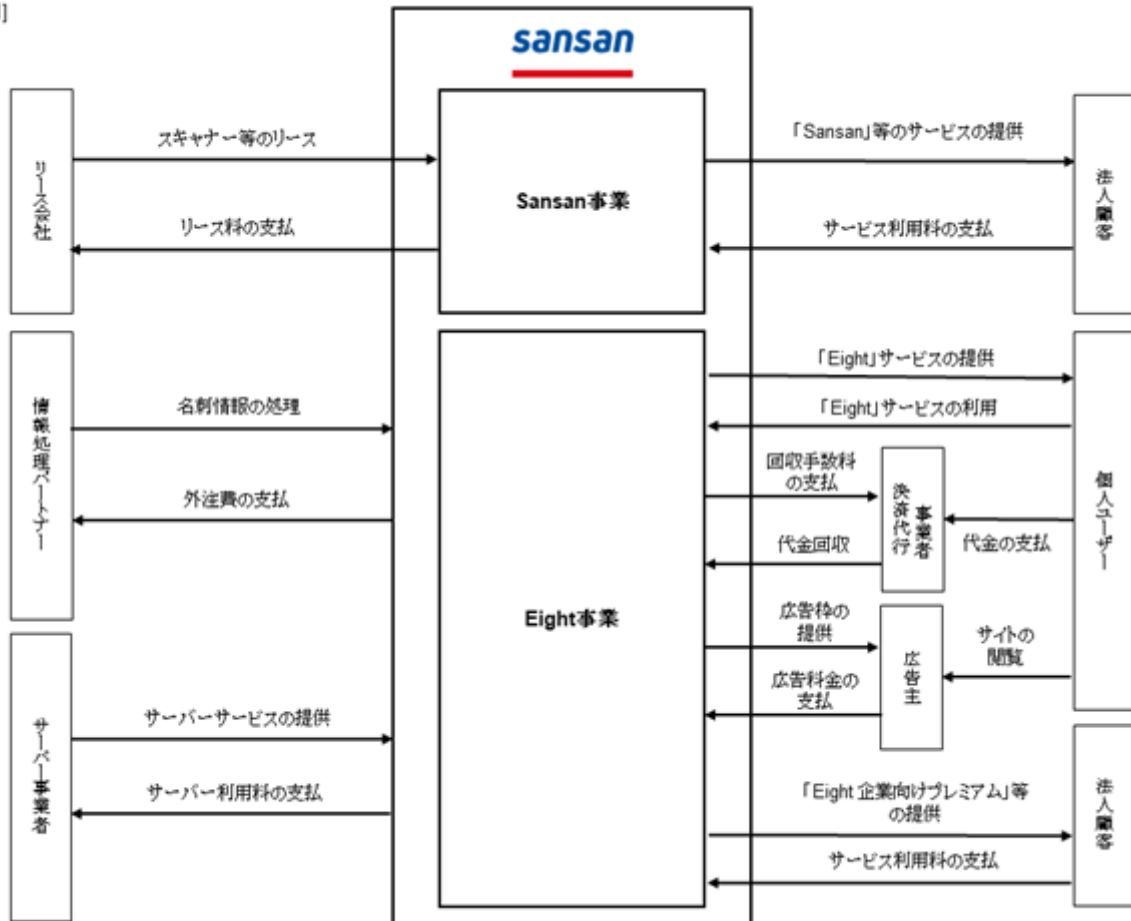 ]
sansan
リース会社
スキャナー等のリース
リース料の支払
Sansan事業
「Sansan」等のサービスの提供
サービス利用料の支払
法人顧客
情報処理パートナー
名刺情報の処理
外注費の支払
サーバー事業者
サーバーサービスの提供
サーバー利用料の支払
Eight事業
「Eight」サービスの提供
「Eight」サービスの利用
回収手数料
の支払
代金回収
決済代行
事業者
代金の支払
広告枠の
提供
広告料金の
支払
広告主
サイトの
閲覧
個人ユーザー
「Eight 企業向けプレミアム」等
の提供
サービス利用料の支払
法人顧客